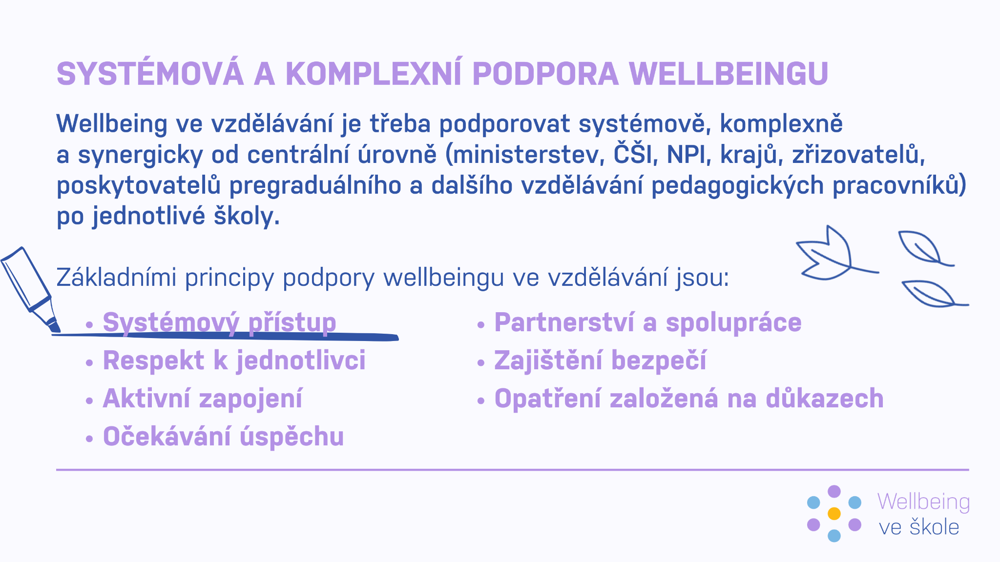 SYSTÉMOVÁ A KOMPLEXNÍ PODPORA WELLBEINGU
Wellbeing ve vzdělávání je třeba podporovat systémově, komplexně
a synergicky od centrální úrovně (ministerstev, ČŠI, NPI, krajů, zřizovatelů,
poskytovatelů pregraduálního a dalšího vzdělávání pedagogických pracovníků)
po jednotlivé školy.
Základními principy podpory wellbeingu ve vzdělávání jsou:
• Systémový přístup
• Respekt k jednotlivci
• Aktivní zapojení
• Očekávání úspěchu
• Partnerství a spolupráce
• Zajištění bezpečí
• Opatření založená na důkazech
Wellbeing
ve škole